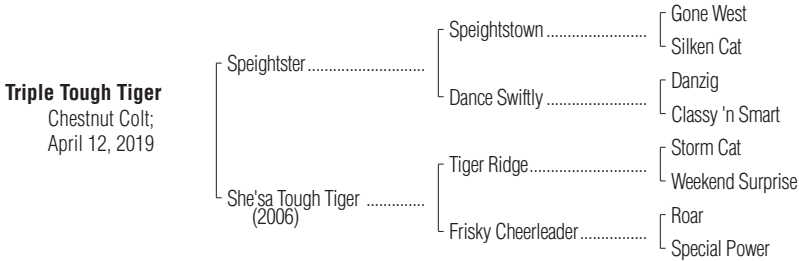 Triple Tough Tiger
Chestnut Colt;
April 12, 2019
Speightster
She'sa Tough Tiger
(2006)
Speightstown
Dance Swiftly
Tiger Ridge
Frisky Cheerleader
Gone West
Silken Cat
Danzig
Classy 'n Smart
Storm Cat
Weekend Surprise
Roar
Special Power